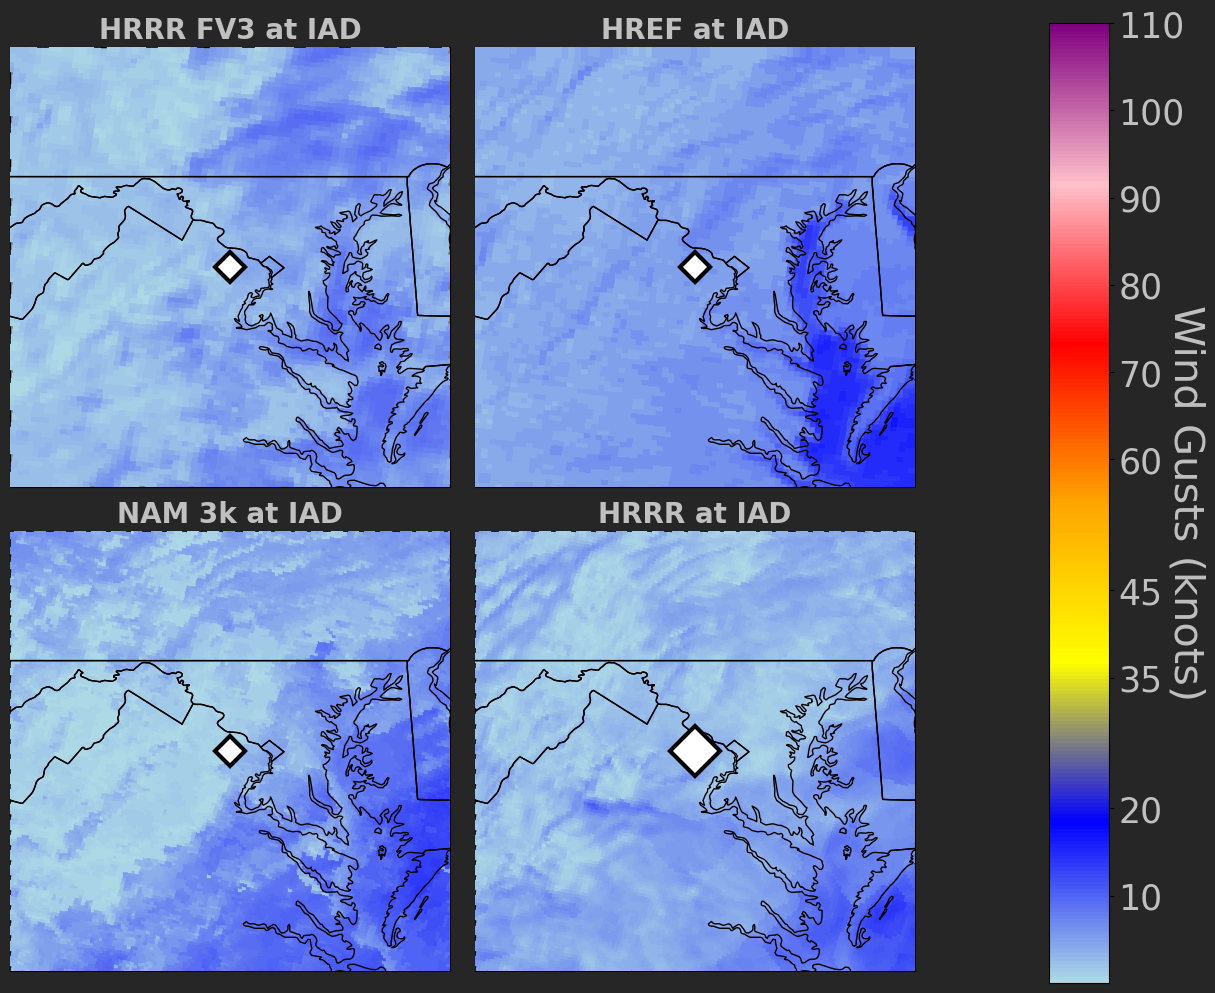 HRRR FV3 at IAD
HREF at IAD
NAM 3k at IAD
HRRR at IAD
110
100
90
80
70
60
45
35
20
10
Wind Gusts (knots)